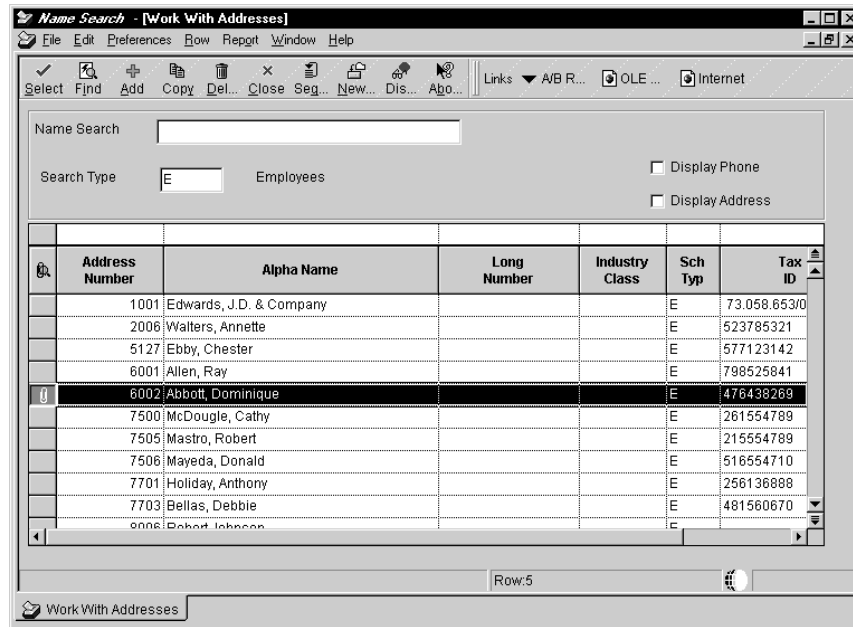 Name Search - [Work With Addresses]
File Edit Preferences Row Report Window Help
Select Find Add Copy Del... Close Seq... New... Dis... Abo... Links A/B R... OLE ... Internet
Name Search
Search Type E Employees
Display Phone
Display Address
Address Number Alpha Name Long Number Industry Class Sch Typ Tax ID
1001 Edwards, J.D. & Company E 73.058.653/0
2006 Walters, Annette E 523785321
5127 Ebby, Chester E 577123142
6001 Allen, Ray E 798525841
6002 Abbott, Dominique E 476438269
7500 McDougle, Cathy E 261554789
7505 Mastro, Robert E 215554789
7506 Mayeda, Donald E 516554710
7701 Holiday, Anthony E 256136888
7703 Bellas, Debbie E 481560670
8006 Robert Johnson E
Row:5
Work With Addresses